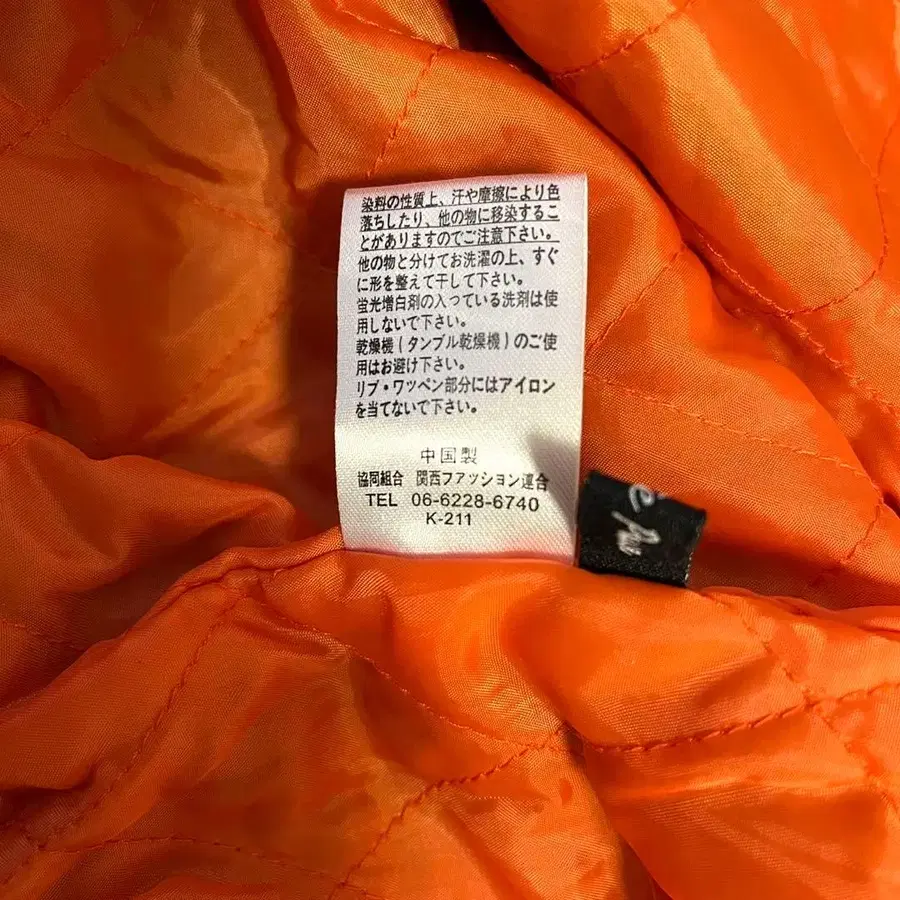 染料の性質上、汗や摩擦により色
落ちしたり、他の物に移染するこ
とがありますのでご注意下さい。
他の物と分けてお洗濯の上、すぐ
に形を整えて干して下さい。
蛍光増白剤の入っている洗剤は使
用しないで下さい。
乾燥機(タンブル乾燥機)のご使
用はお避け下さい。
リブ・ワッペン部分にはアイロン
を当てないで下さい。
中国製
協同組合 関西ファッション連合
TEL 06-6228-6740
K-211